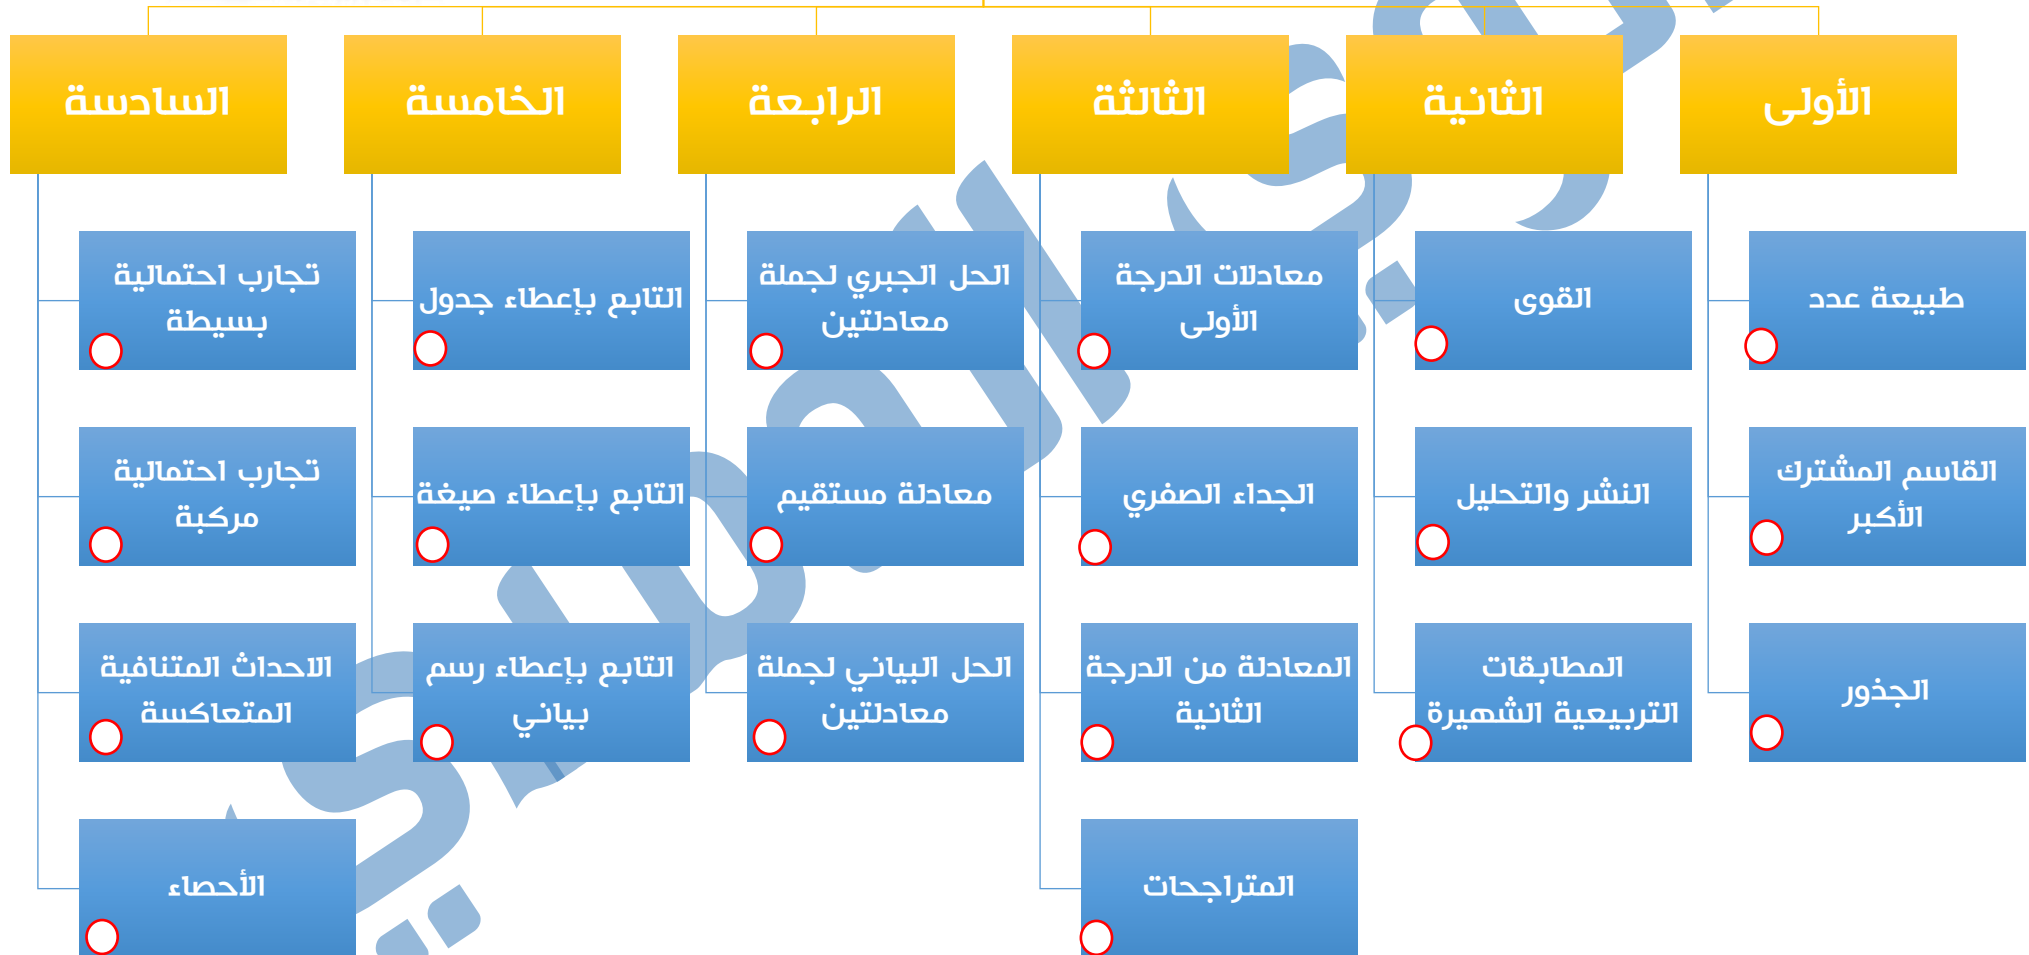 الأولى
الثانية
الثالثة
الرابعة
الخامسة
السادسة
طبيعة عدد
القاسم المشترك
الأكبر
الجذور
القوى
النشر والتحليل
المطابقات
التربيعية الشهيرة
معادلات الدرجة
الأولى
الجداء الصفري
المعادلة من الدرجة
الثانية
المتراجحات
الحل الجبري لجملة
معادلتين
معادلة مستقيم
الحل البياني لجملة
معادلتين
التابع بإعطاء جدول
التابع بإعطاء صيغة
التابع بإعطاء رسم
بياني
تجارب احتمالية
بسيطة
تجارب احتمالية
مركبة
الاحداث المتنافية
المتعاكسة
الأحصاء